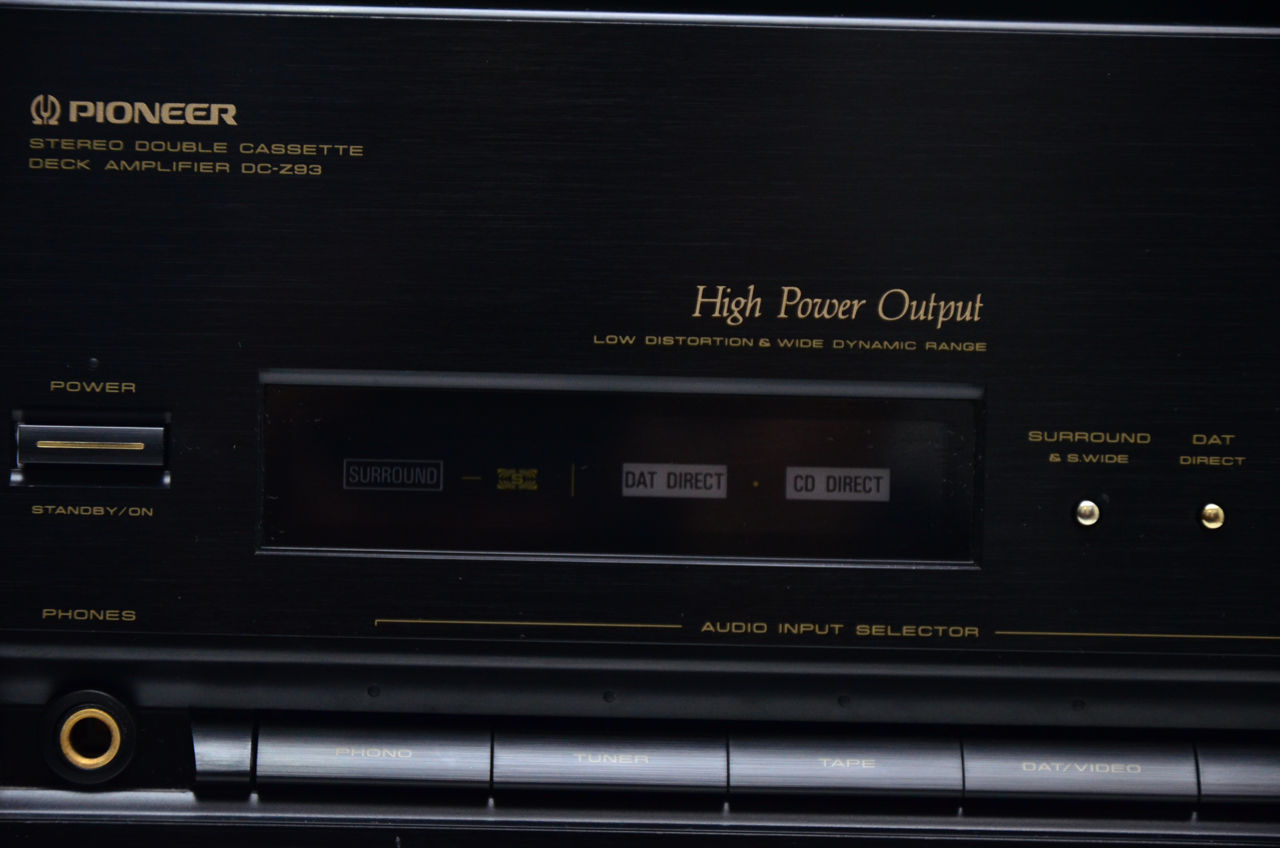 PIONEER
STEREO DOUBLE CASSETTE
DECK AMPLIFIER DC-Z93
High Power Output
LOW DISTORTION & WIDE DYNAMIC RANGE
POWER
STANDBY/ON
SURROUND
S
DAT DIRECT
CD DIRECT
SURROUND
& S.WIDE
DAT
DIRECT
PHONES
AUDIO INPUT SELECTOR
PHONO
TUNER
TAPE
DAT/VIDEO